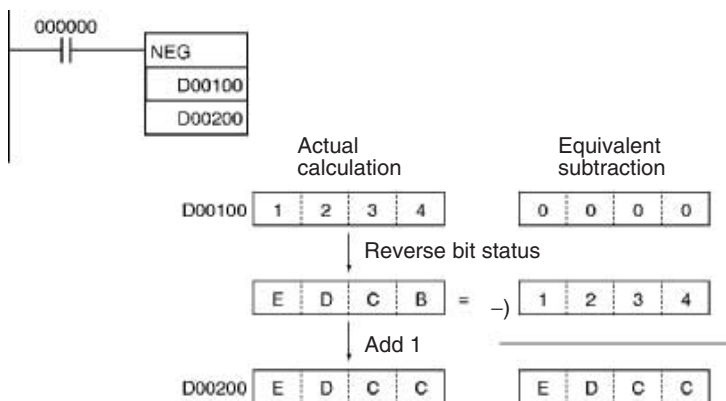 000000
NEG
D00100
D00200
Actual calculation
Equivalent subtraction
D00100 1 2 3 4 0 0 0 0
Reverse bit status
E D C B = –) 1 2 3 4
Add 1
D00200 E D C C E D C C